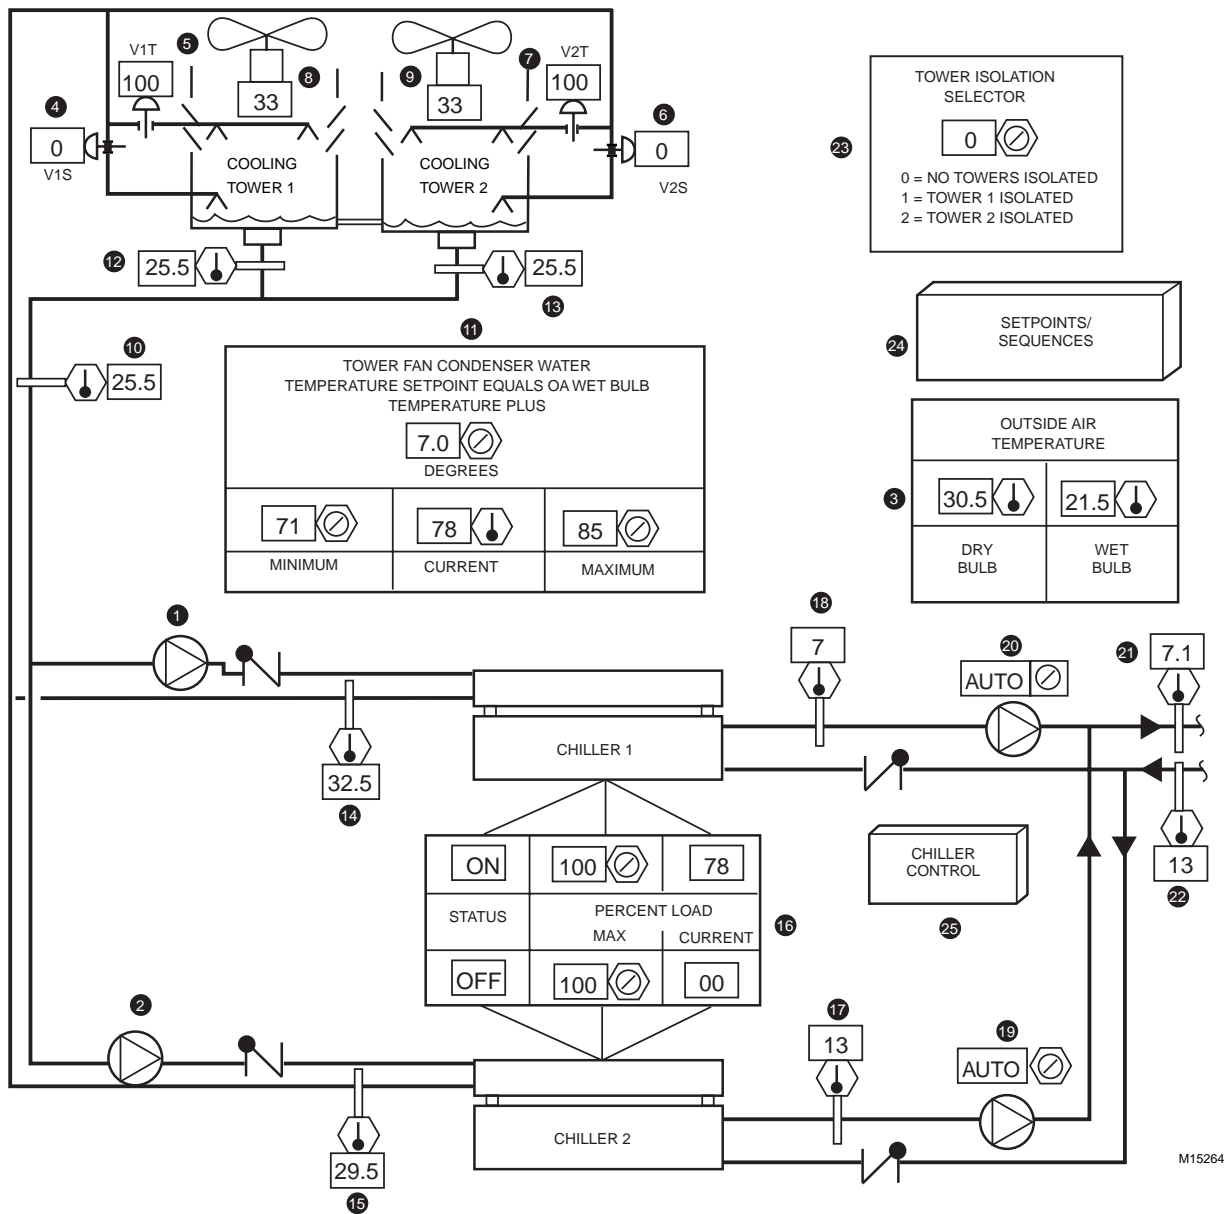 V1T
5
8
9
7
V2T
100
33
33
100
4
0
V1S
6
0
V2S
COOLING
TOWER 1
COOLING
TOWER 2
12
25.5
25.5
13
23
TOWER ISOLATION
SELECTOR
0
0 = NO TOWERS ISOLATED
1 = TOWER 1 ISOLATED
2 = TOWER 2 ISOLATED
24
SETPOINTS/
SEQUENCES
10
25.5
11
TOWER FAN CONDENSER WATER
TEMPERATURE SETPOINT EQUALS OA WET BULB
TEMPERATURE PLUS
7.0
DEGREES
71
78
85
MINIMUM
CURRENT
MAXIMUM
3
OUTSIDE AIR
TEMPERATURE
30.5
21.5
DRY
BULB
WET
BULB
1
18
7
20
AUTO
21
7.1
CHILLER 1
32.5
14
13
22
CHILLER
CONTROL
25
ON
100
78
STATUS
PERCENT LOAD
MAX
CURRENT
16
OFF
100
00
2
17
13
19
AUTO
CHILLER 2
29.5
15
M15264